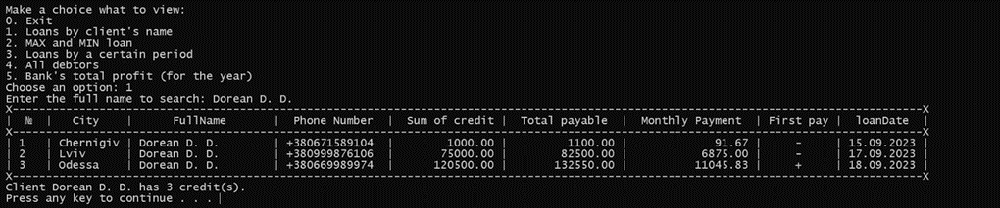 Make a choice what to view:
0. Exit
1. Loans by client's name
2. MAX and MIN loan
3. Loans by a certain period
4. All debtors
5. Bank's total profit (for the year)
Choose an option: 1
Enter the full name to search: Dorean D. D.
| № | City | FullName | Phone Number | Sum of credit | Total payable | Monthly Payment | First pay | loanDate |
| 1 | Chernigiv | Dorean D. D. | +380671589104 | 1000.00 | 1100.00 | 91.67 | - | 15.09.2023 |
| 2 | Lviv | Dorean D. D. | +380999876106 | 75000.00 | 82500.00 | 6875.00 | - | 17.09.2023 |
| 3 | Odessa | Dorean D. D. | +380669989974 | 120500.00 | 132550.00 | 11045.83 | + | 18.09.2023 |
Client Dorean D. D. has 3 credit(s).
Press any key to continue . . .